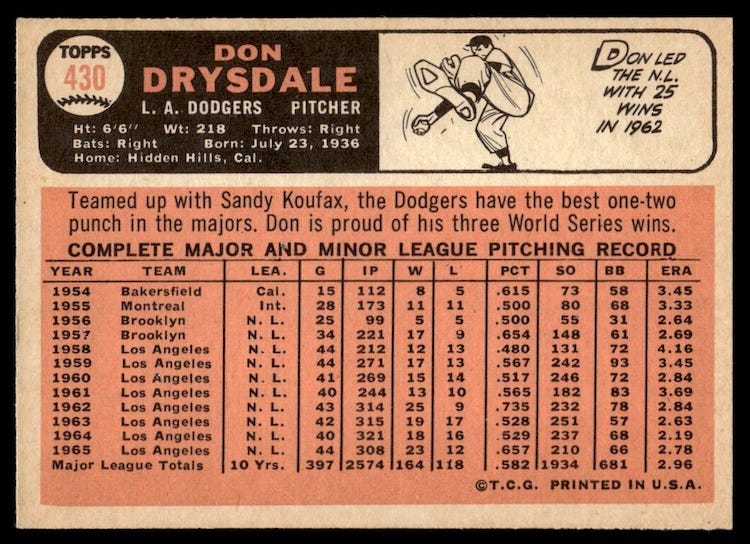 TOPPS
430
DON
DRYSDALE
L. A. DODGERS PITCHER
Ht: 6'6" Wt: 218 Throws: Right
Bats: Right Born: July 23, 1936
Home: Hidden Hills, Cal.
DON LED
THE N.L.
WITH 25
WINS
IN 1962
Teamed up with Sandy Koufax, the Dodgers have the best one-two
punch in the majors. Don is proud of his three World Series wins.
COMPLETE MAJOR AND MINOR LEAGUE PITCHING RECORD
YEAR TEAM LEA. G IP W L PCT SO BB ERA
1954 Bakersfield Cal. 15 112 8 5 .615 73 58 3.45
1955 Montreal Int. 28 173 11 11 .500 80 68 3.33
1956 Brooklyn N. L. 25 99 5 5 .500 55 31 2.64
1957 Brooklyn N. L. 34 221 17 9 .654 148 61 2.69
1958 Los Angeles N. L. 44 212 12 13 .480 131 72 4.16
1959 Los Angeles N. L. 44 271 17 13 .567 242 93 3.45
1960 Los Angeles N. L. 41 269 15 14 .517 246 72 2.84
1961 Los Angeles N. L. 40 244 13 10 .565 182 83 3.69
1962 Los Angeles N. L. 43 314 25 9 .735 232 78 2.84
1963 Los Angeles N. L. 42 315 19 17 .529 251 57 2.63
1964 Los Angeles N. L. 40 321 18 16 .529 237 68 2.19
1965 Los Angeles N. L. 44 308 23 12 .657 210 66 2.78
Major League Totals 10 Yrs. 397 2574 164 118 .582 1934 681 2.96
©T.C.G. PRINTED IN U.S.A.